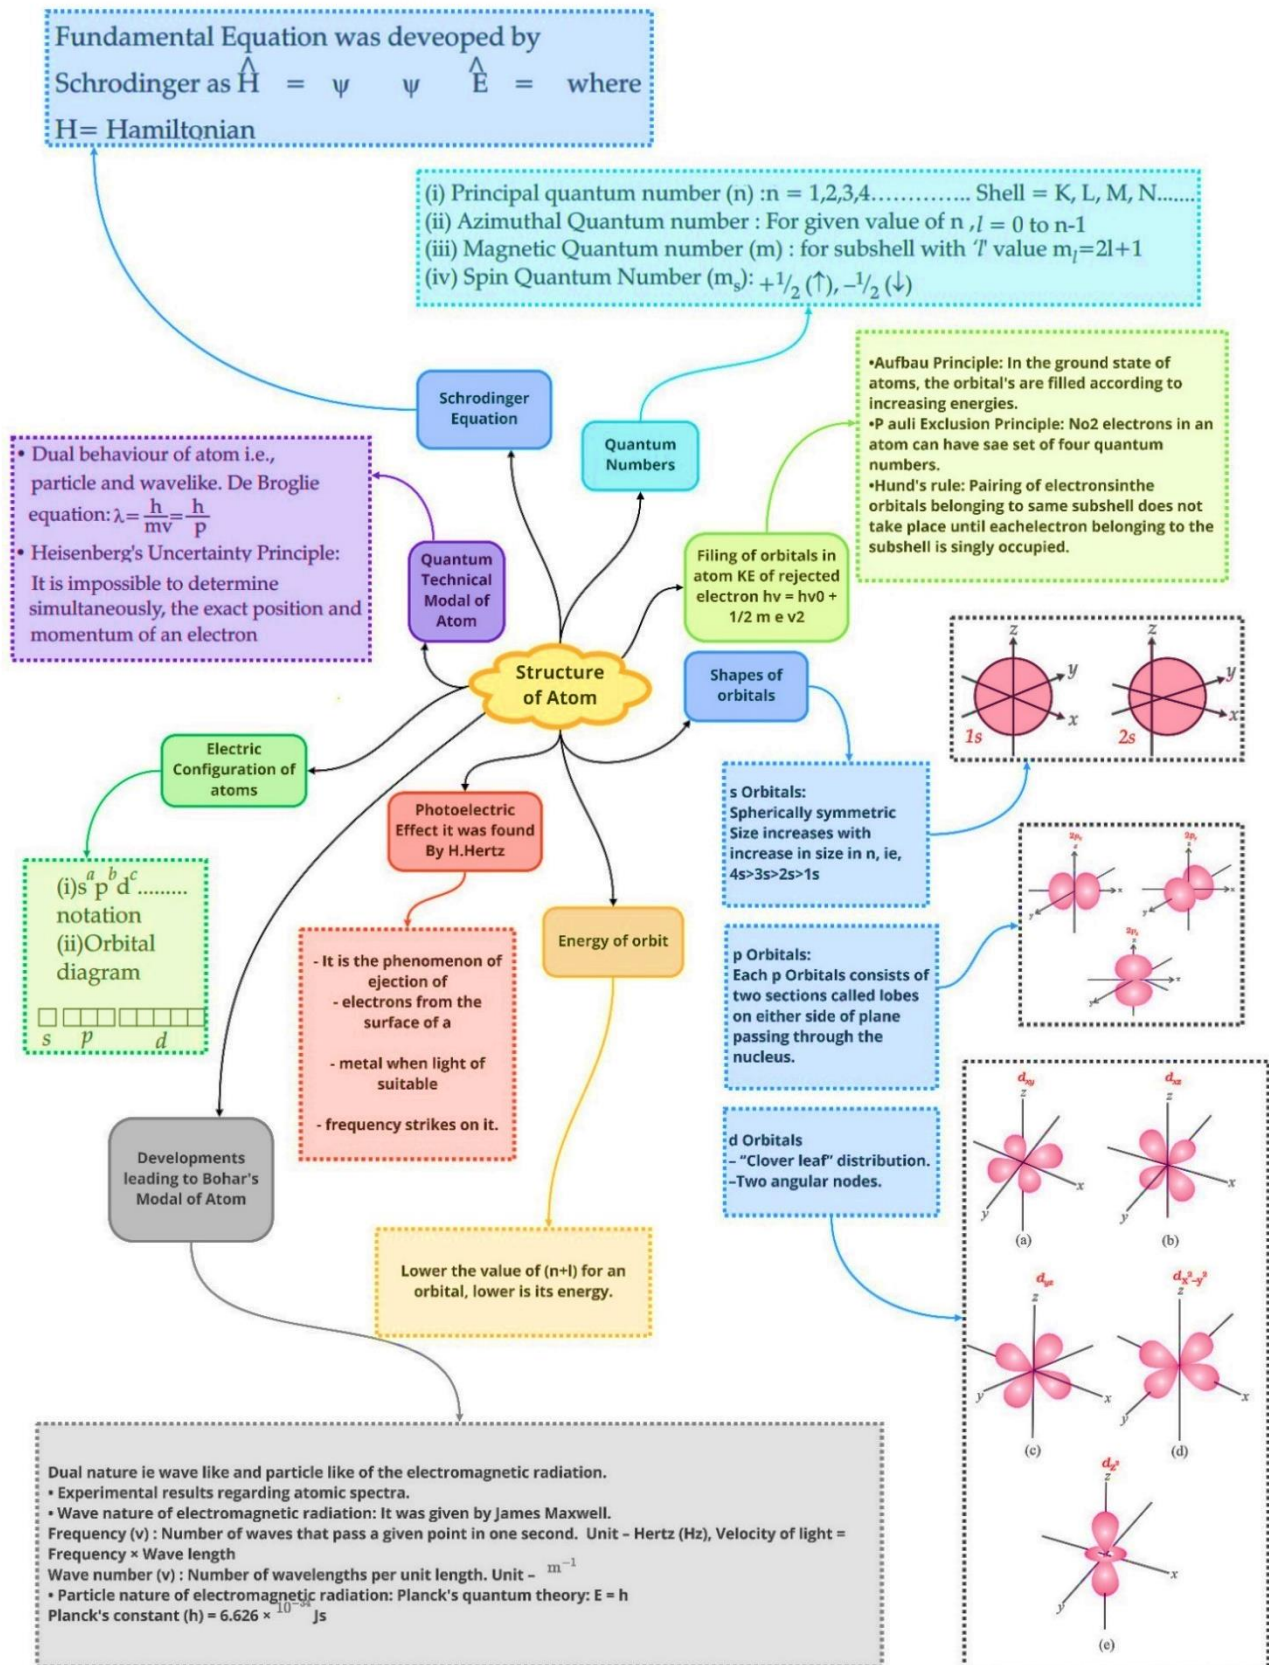 Fundamental Equation was deveoped by
Schrodinger as Ĥ = ψ ψ Ê = where
H= Hamiltonian
(i) Principal quantum number (n) :n = 1,2,3,4.............. Shell = K, L, M, N.......
(ii) Azimuthal Quantum number : For given value of n ,l = 0 to n-1
(iii) Magnetic Quantum number (m) : for subshell with 'l' value mₗ=2l+1
(iv) Spin Quantum Number (mₛ): +1/2 (↑), –1/2 (↓)
Schrodinger
Equation
Quantum
Numbers
•Aufbau Principle: In the ground state of
atoms, the orbital's are filled according to
increasing energies.
•P auli Exclusion Principle: No2 electrons in an
atom can have sae set of four quantum
numbers.
•Hund's rule: Pairing of electronsinthe
orbitals belonging to same subshell does not
take place until eachelectron belonging to the
subshell is singly occupied.
• Dual behaviour of atom i.e.,
particle and wavelike. De Broglie
equation: λ= h/mv = h/p
• Heisenberg's Uncertainty Principle:
It is impossible to determine
simultaneously, the exact position and
momentum of an electron
Quantum
Technical
Modal of
Atom
Filing of orbitals in
atom KE of rejected
electron hv = hv0 +
1/2 m e v2
Structure
of Atom
Shapes of
orbitals
z
y
x
1s
z
y
x
2s
Electric
Configuration of
atoms
(i)sᵃpᵇdᶜ.........
notation
(ii)Orbital
diagram
s p d
Photoelectric
Effect it was found
By H.Hertz
- It is the phenomenon of
ejection of
- electrons from the
surface of a
- metal when light of
suitable
- frequency strikes on it.
Energy of orbit
Lower the value of (n+l) for an
orbital, lower is its energy.
s Orbitals:
Spherically symmetric
Size increases with
increase in size in n, ie,
4s>3s>2s>1s
p Orbitals:
Each p Orbitals consists of
two sections called lobes
on either side of plane
passing through the
nucleus.
d Orbitals
– “Clover leaf” distribution.
–Two angular nodes.
d_xy
z
x
y
(a)
d_xz
z
x
y
(b)
d_yz
z
x
y
(c)
d_x²–y²
z
x
y
(d)
d_z²
z
x
y
(e)
Developments
leading to Bohar's
Modal of Atom
Dual nature ie wave like and particle like of the electromagnetic radiation.
• Experimental results regarding atomic spectra.
• Wave nature of electromagnetic radiation: It was given by James Maxwell.
Frequency (v) : Number of waves that pass a given point in one second. Unit – Hertz (Hz), Velocity of light =
Frequency × Wave length
Wave number (v) : Number of wavelengths per unit length. Unit – m⁻¹
• Particle nature of electromagnetic radiation: Planck's quantum theory: E = h
Planck's constant (h) = 6.626 × 10⁻³⁴ Js